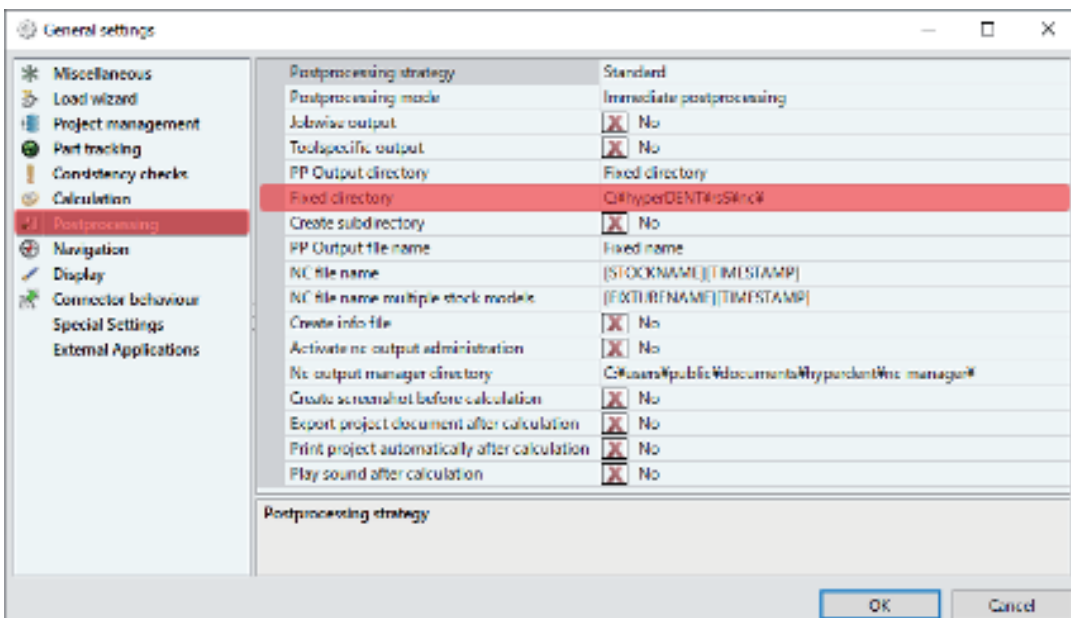 General settings
Miscellaneous
Load wizard
Project management
Part tracking
Consistency checks
Calculation
Postprocessing
Navigation
Display
Connector behaviour
Special Settings
External Applications
Postprocessing strategy Standard
Postprocessing mode Immediate postprocessing
Jobwise output X No
Toolspecific output X No
PP Output directory Fixed directory
Fixed directory
Create subdirectory X No
PP Output file name Fixed name
NC file name [STOCKNAME][TIMESTAMP]
NC file name multiple stock models [FIXTURENAME][TIMESTAMP]
Create info file X No
Activate nc output administration X No
Nc output manager directory C:¥users¥public¥documents¥hyperdent¥nc manager¥
Create screenshot before calculation X No
Export project document after calculation X No
Print project automatically after calculation X No
Play sound after calculation X No
Postprocessing strategy
OK Cancel